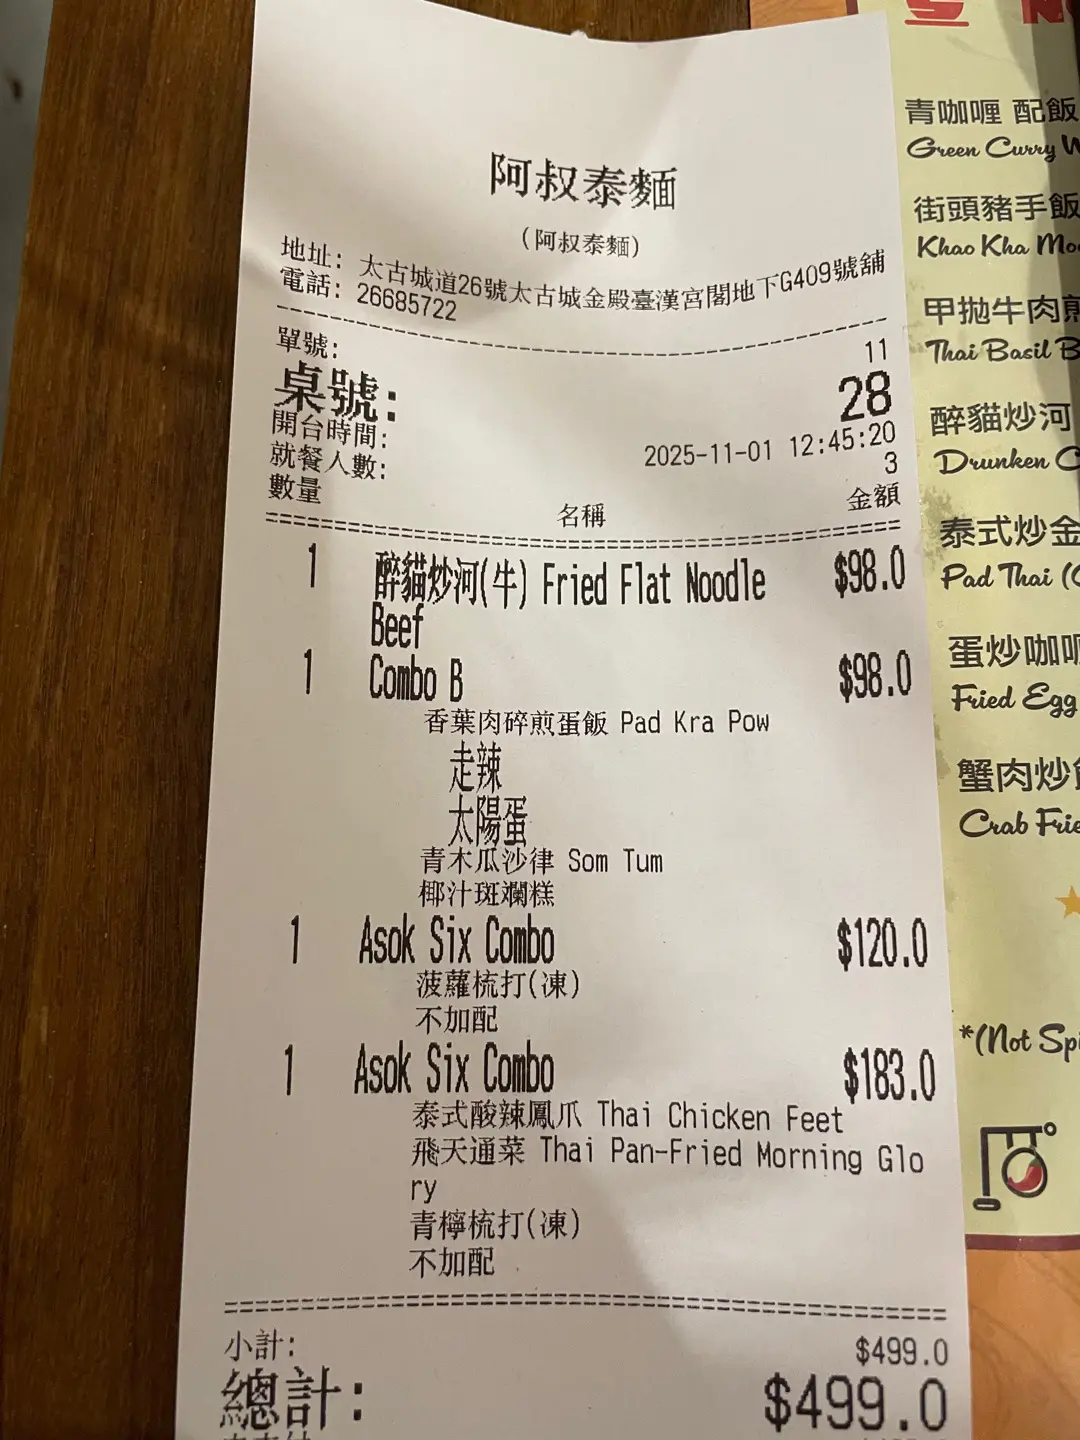 阿叔泰麵
(阿叔泰麵)
地址: 太古城道26號太古城金殿臺漢宮閣地下G409號舖
電話: 26685722
單號: 11
桌號: 28
開台時間: 2025-11-01 12:45:20
就餐人數: 3
數量 名稱 金額
1 醉貓炒河(牛) Fried Flat Noodle $98.0
Beef
1 Combo B $98.0
香葉肉碎煎蛋飯 Pad Kra Pow
走辣
太陽蛋
青木瓜沙律 Som Tum
椰汁斑斕糕
1 Asok Six Combo $120.0
菠蘿梳打(凍)
不加配
1 Asok Six Combo $183.0
泰式酸辣鳳爪 Thai Chicken Feet
飛天通菜 Thai Pan-Fried Morning Glo
ry
青檸梳打(凍)
不加配
小計: $499.0
總計: $499.0
青咖喱 配飯
Green Curry W
街頭豬手飯
Khao Kha Mo
甲拋牛肉煎
Thai Basil B
醉貓炒河
Drunken C
泰式炒金
Pad Thai (
蛋炒咖喱
Fried Egg
蟹肉炒飯
Crab Frie
*(Not Spi